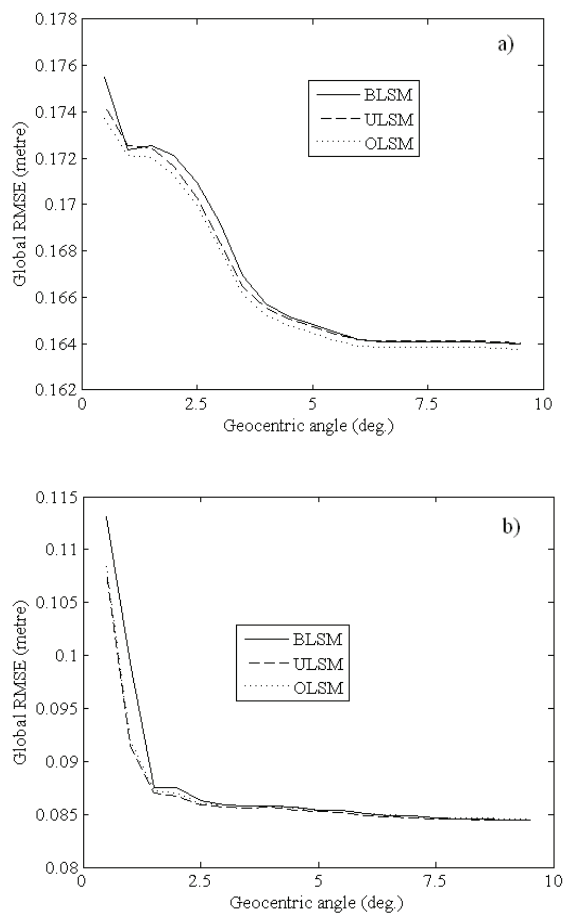 0.178
a)
0.176
0.174
0.172
0.17
0.168
0.166
0.164
0.162
Global RMSE (metre)
BLSM
ULSM
OLSM
0 2.5 5 7.5 10
Geocentric angle (deg.)
0.115
b)
0.11
0.105
0.1
0.095
0.09
0.085
0.08
Global RMSE (metre)
BLSM
ULSM
OLSM
0 2.5 5 7.5 10
Geocentric angle (deg.)